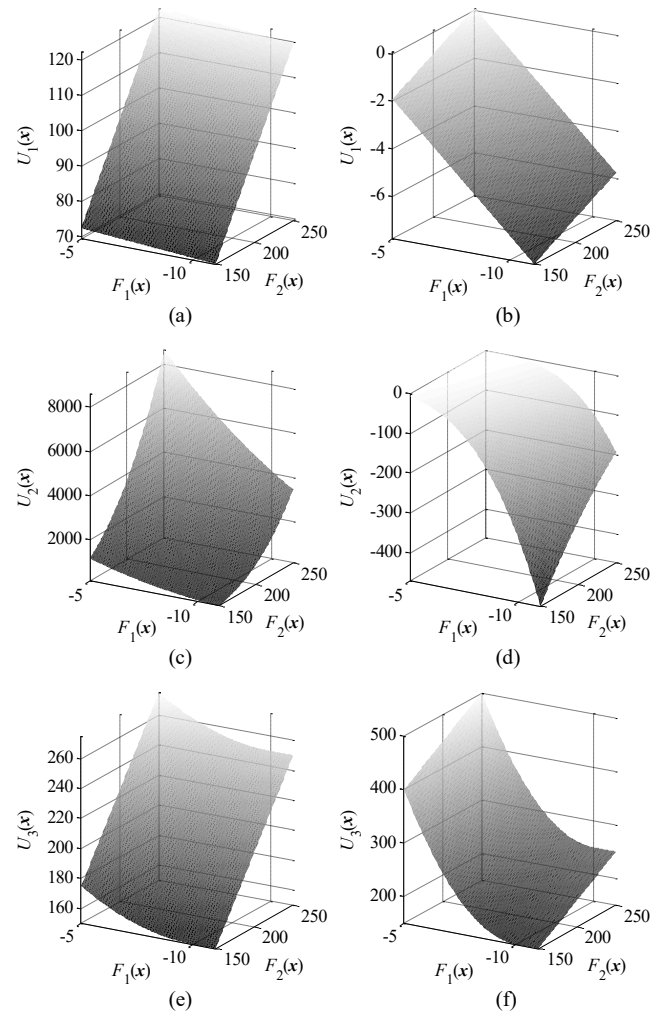 120
110
100
90
80
70
U1(x)
-5
-10
F1(x)
150
200
250
F2(x)
(a)
0
-2
-4
-6
U1(x)
-5
-10
F1(x)
150
200
250
F2(x)
(b)
8000
6000
4000
2000
U2(x)
-5
-10
F1(x)
150
200
250
F2(x)
(c)
0
-100
-200
-300
-400
U2(x)
-5
-10
F1(x)
150
200
250
F2(x)
(d)
260
240
220
200
180
160
U3(x)
-5
-10
F1(x)
150
200
250
F2(x)
(e)
500
400
300
200
U3(x)
-5
-10
F1(x)
150
200
250
F2(x)
(f)